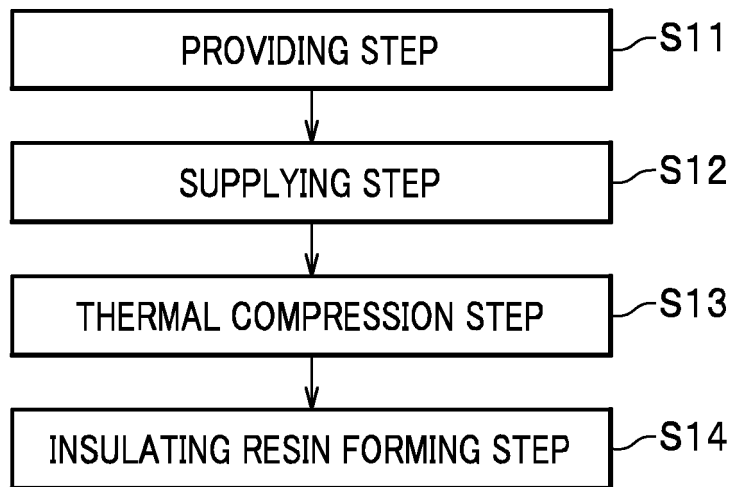 PROVIDING STEP S11
SUPPLYING STEP S12
THERMAL COMPRESSION STEP S13
INSULATING RESIN FORMING STEP S14